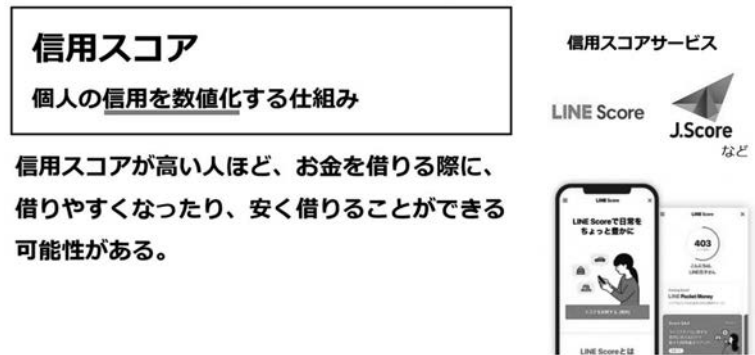 信用スコア
個人の信用を数値化する仕組み
信用スコアが高い人ほど、お金を借りる際に、
借りやすくなったり、安く借りることができる
可能性がある。
信用スコアサービス
LINE Score
J.Score
など
LINE Score
LINE Scoreで日常を
ちょっと豊かに
LINE Scoreとは
LINE Score
403
LINE Pocket Money